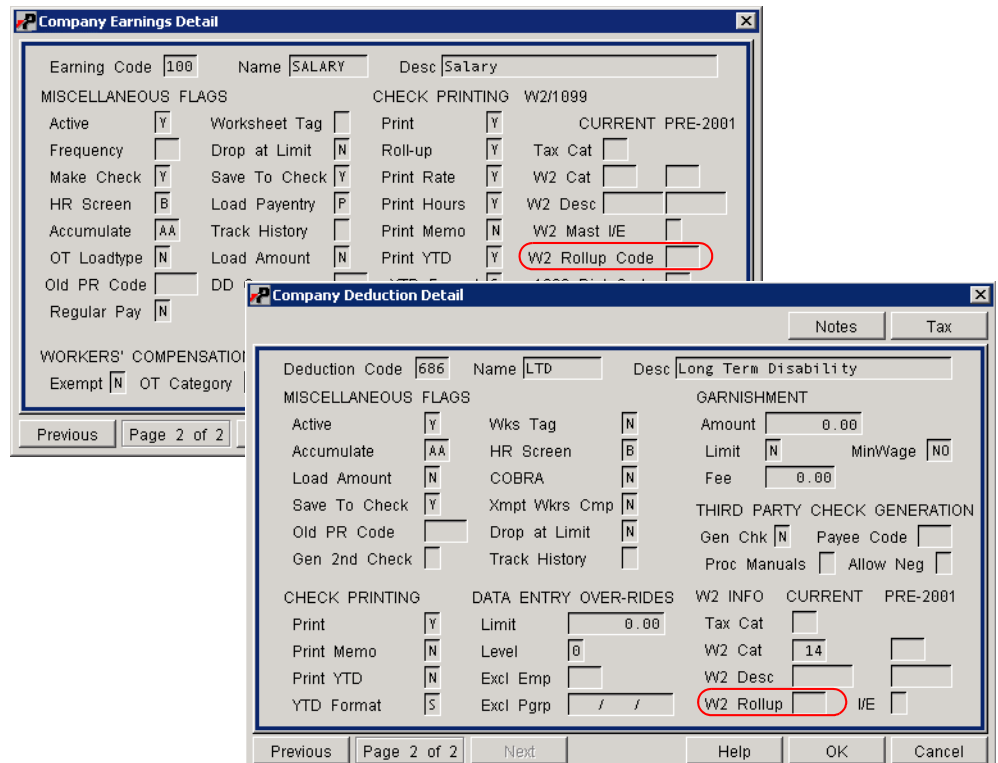 Company Earnings Detail
Earning Code 100 Name SALARY Desc Salary
MISCELLANEOUS FLAGS CHECK PRINTING W2/1099
Active Y Worksheet Tag Print Y CURRENT PRE-2001
Frequency Drop at Limit N Roll-up Y Tax Cat
Make Check Y Save To Check Y Print Rate Y W2 Cat
HR Screen B Load Payentry P Print Hours Y W2 Desc
Accumulate AA Track History Print Memo N W2 Mast I/E
OT Loadtype N Load Amount N Print YTD Y W2 Rollup Code
Old PR Code DD
Regular Pay N
WORKERS' COMPENSATION
Exempt N OT Category
Previous Page 2 of 2
Company Deduction Detail
Notes Tax
Deduction Code 686 Name LTD Desc Long Term Disability
MISCELLANEOUS FLAGS GARNISHMENT
Active Y Wks Tag N Amount 0.00
Accumulate AA HR Screen B Limit N MinWage NO
Load Amount N COBRA N Fee 0.00
Save To Check Y Xmpt Wkrs Cmp N THIRD PARTY CHECK GENERATION
Old PR Code Drop at Limit N Gen Chk N Payee Code
Gen 2nd Check Track History Proc Manuals Allow Neg
CHECK PRINTING DATA ENTRY OVER-RIDES W2 INFO CURRENT PRE-2001
Print Y Limit 0.00 Tax Cat
Print Memo N Level 0 W2 Cat 14
Print YTD N Excl Emp W2 Desc
YTD Format S Excl Pgrp / / W2 Rollup I/E
Previous Page 2 of 2 Next Help OK Cancel